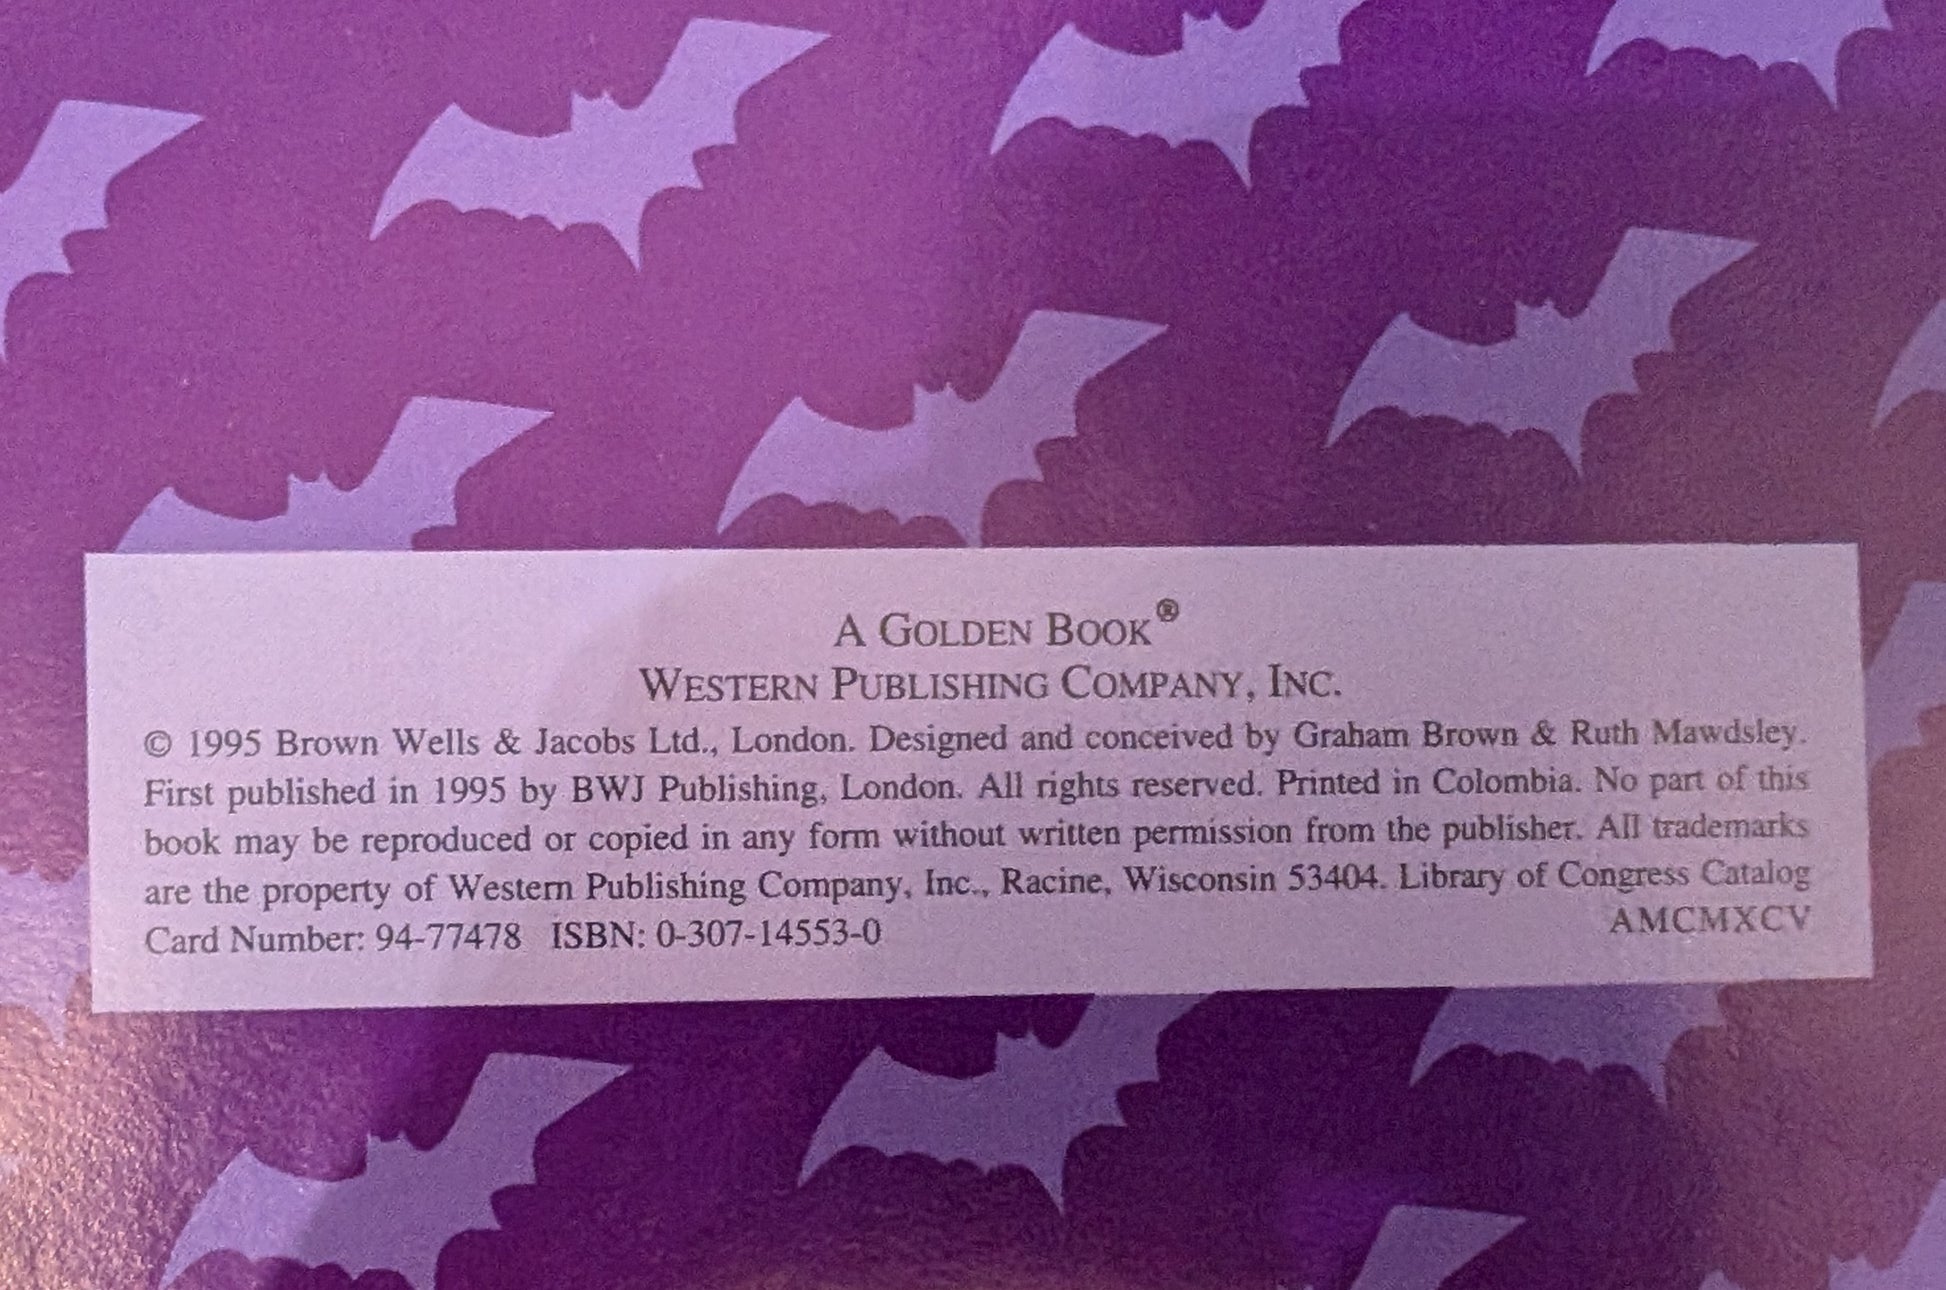 A GOLDEN BOOK®
WESTERN PUBLISHING COMPANY, INC.
© 1995 Brown Wells & Jacobs Ltd., London. Designed and conceived by Graham Brown & Ruth Mawdsley.
First published in 1995 by BWJ Publishing, London. All rights reserved. Printed in Colombia. No part of this
book may be reproduced or copied in any form without written permission from the publisher. All trademarks
are the property of Western Publishing Company, Inc., Racine, Wisconsin 53404. Library of Congress Catalog
Card Number: 94-77478 ISBN: 0-307-14553-0 AMCMXCV